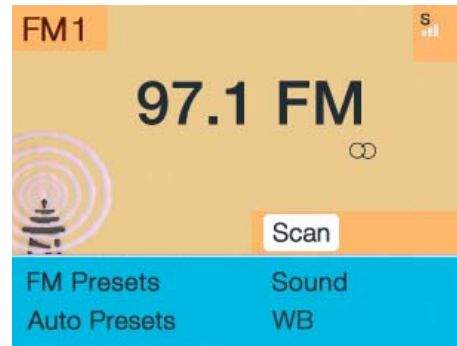 FM1
S
97.1 FM
Scan
FM Presets Sound
Auto Presets WB